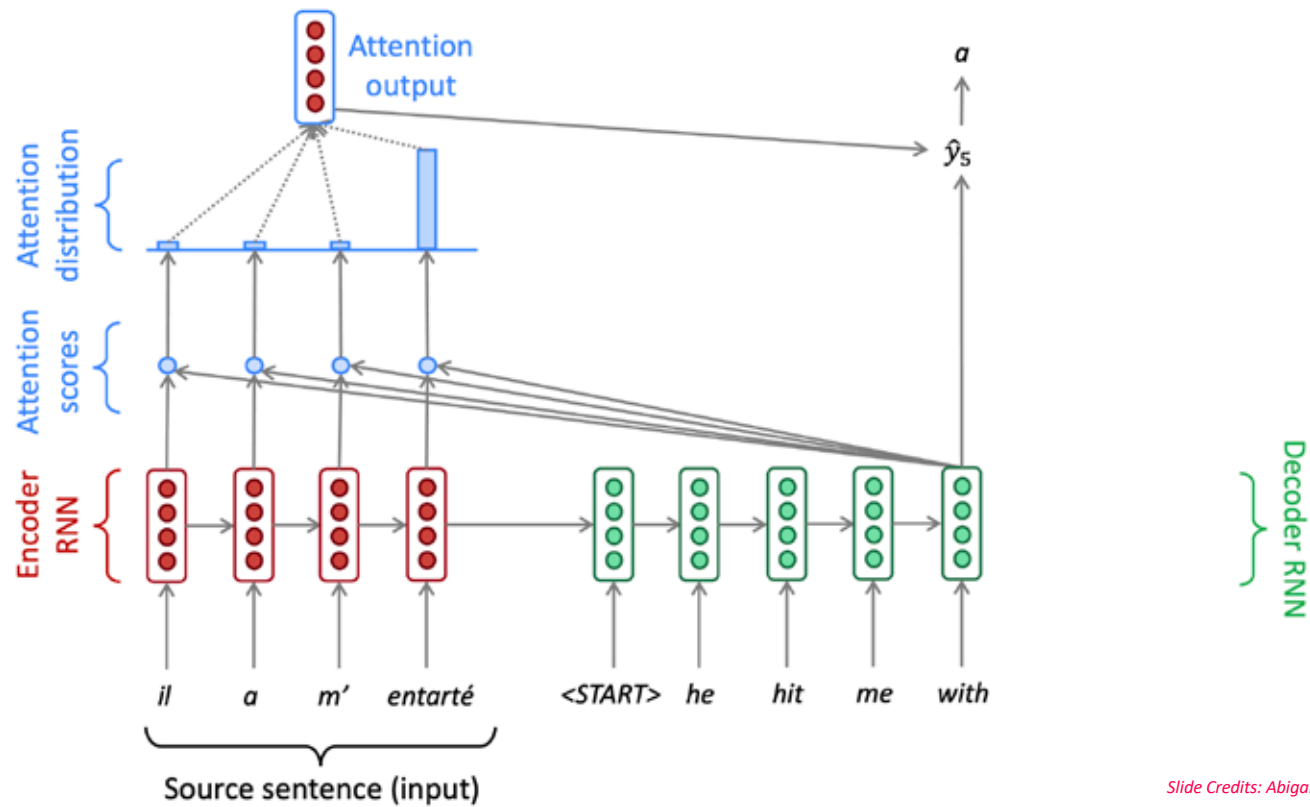 Attention
output
a
ŷ₅
Attention
distribution
Attention
scores
Encoder
RNN
Decoder RNN
il a m’ entarté <START> he hit me with
Source sentence (input)
Slide Credits: Abiga